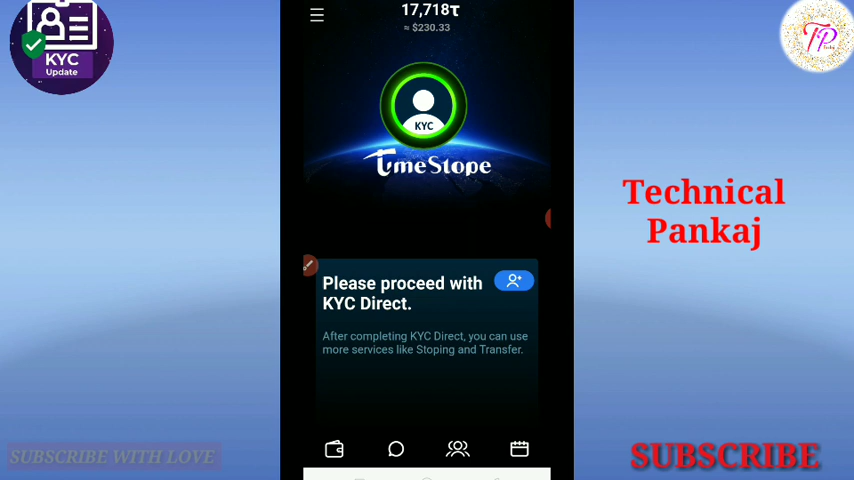 KYC
Update
17,718τ
≈ $230.33
KYC
TimeStope
TP
Technical
Pankaj
Please proceed with
KYC Direct.
After completing KYC Direct, you can use
more services like Stoping and Transfer.
SUBSCRIBE WITH LOVE
SUBSCRIBE